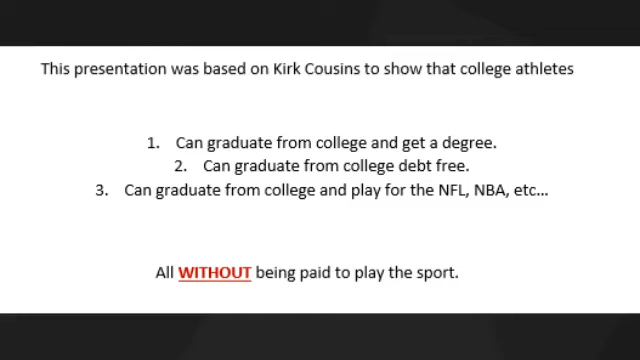 This presentation was based on Kirk Cousins to show that college athletes
1. Can graduate from college and get a degree.
2. Can graduate from college debt free.
3. Can graduate from college and play for the NFL, NBA, etc...
All WITHOUT being paid to play the sport.